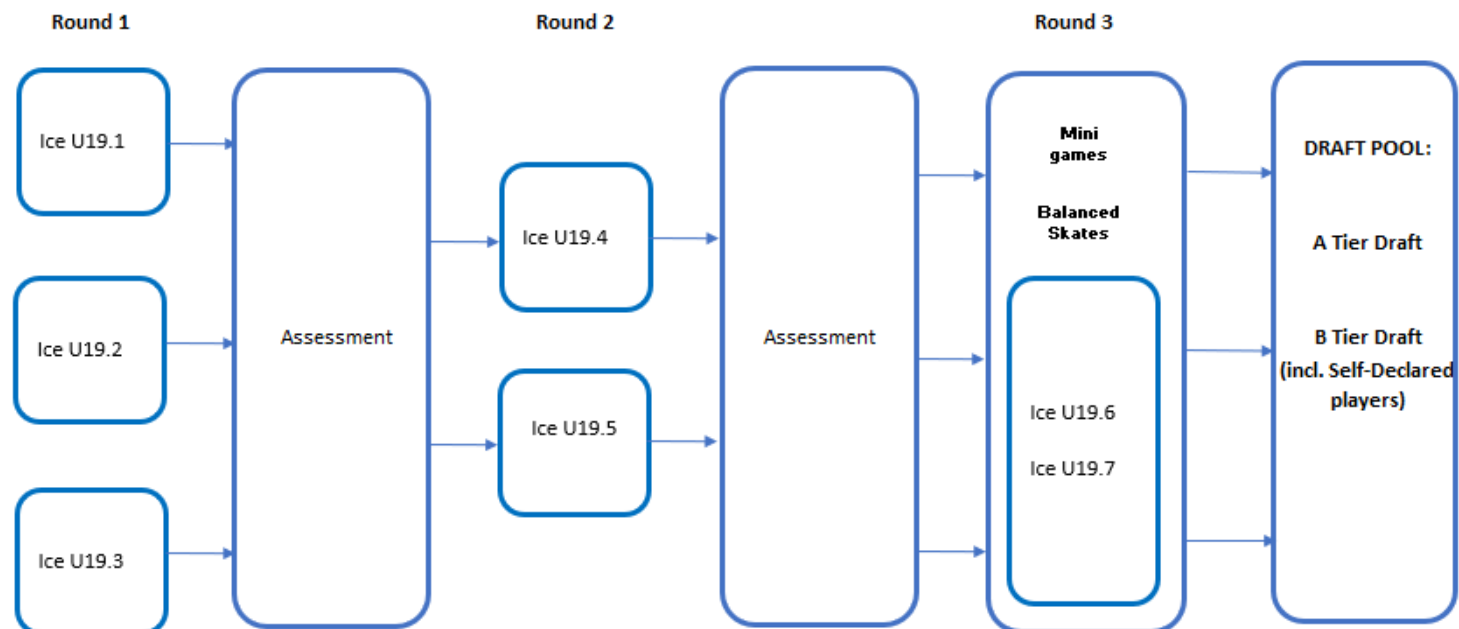 Round 1
Round 2
Round 3
Ice U19.1
Ice U19.2
Ice U19.3
Assessment
Ice U19.4
Ice U19.5
Assessment
Mini
games
Balanced
Skates
Ice U19.6
Ice U19.7
DRAFT POOL:
A Tier Draft
B Tier Draft
(incl. Self-Declared
players)